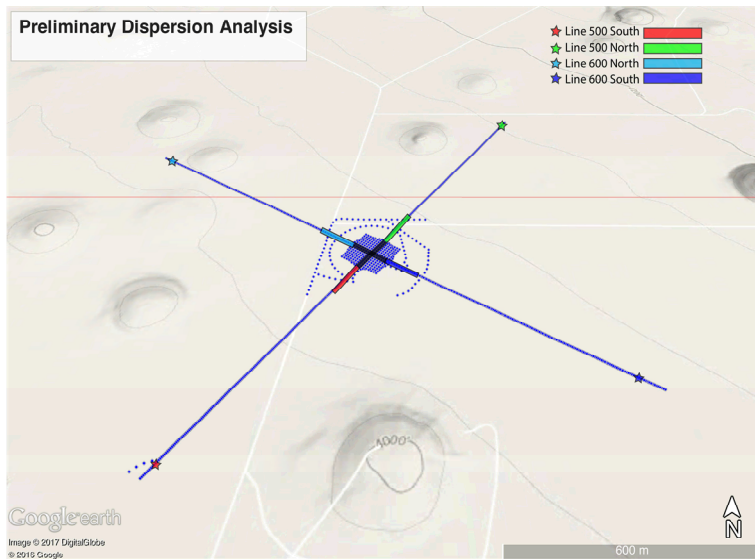 Preliminary Dispersion Analysis
Line 500 South
Line 500 North
Line 600 North
Line 600 South
4000
Google earth
Image © 2017 DigitalGlobe
© 2016 Google
N
600 m